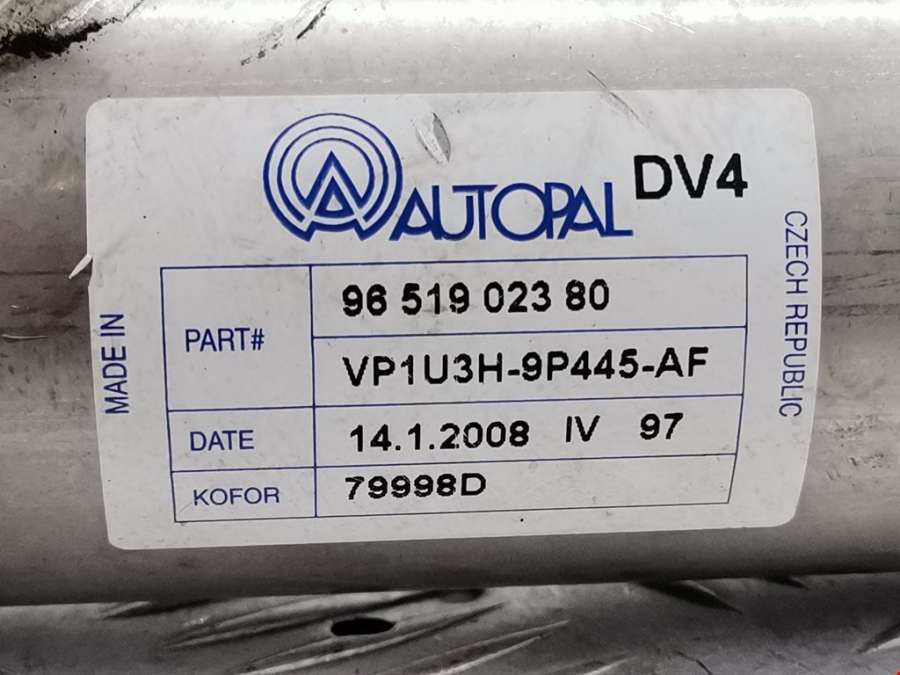 AUTOPAL DV4
PART#
96 519 023 80
VP1U3H-9P445-AF
DATE 14.1.2008 IV 97
KOFOR 79998D
MADE IN
CZECH REPUBLIC